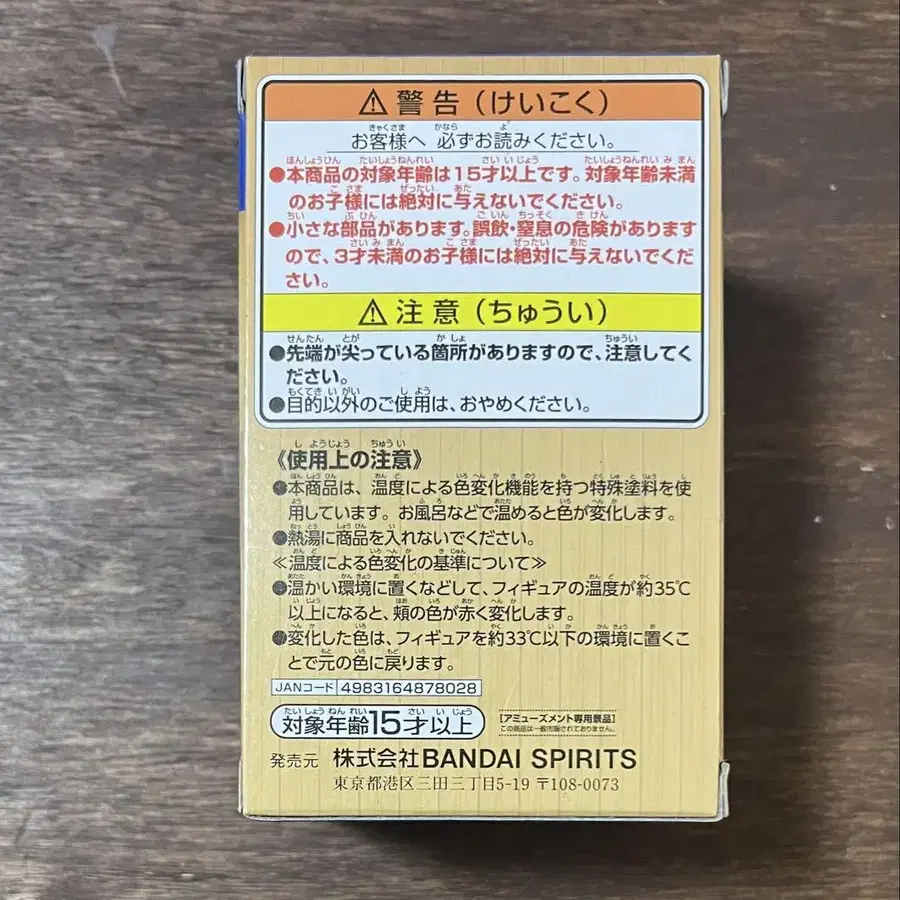 ⚠警告(けいこく)
お客様へ 必ずお読みください。
●本商品の対象年齢は15才以上です。対象年齢未満
のお子様には絶対に与えないでください。
●小さな部品があります。誤飲・窒息の危険があります
ので、3才未満のお子様には絶対に与えないでくだ
さい。
⚠注意(ちゅうい)
●先端が尖っている箇所がありますので、注意してく
ださい。
●目的以外のご使用は、おやめください。
《使用上の注意》
●本商品は、温度による色変化機能を持つ特殊塗料を使
用しています。お風呂などで温めると色が変化します。
●熱湯に商品を入れないでください。
≪温度による色変化の基準について≫
●温かい環境に置くなどして、フィギュアの温度が約35℃
以上になると、頬の色が赤く変化します。
●変化した色は、フィギュアを約33℃以下の環境に置くこ
とで元の色に戻ります。
JANコード 4983164878028
対象年齢15才以上
[アミューズメント専用景品]
この商品は一般市販されておりません。
発売元 株式会社BANDAI SPIRITS
東京都港区三田三丁目5-19 〒108-0073